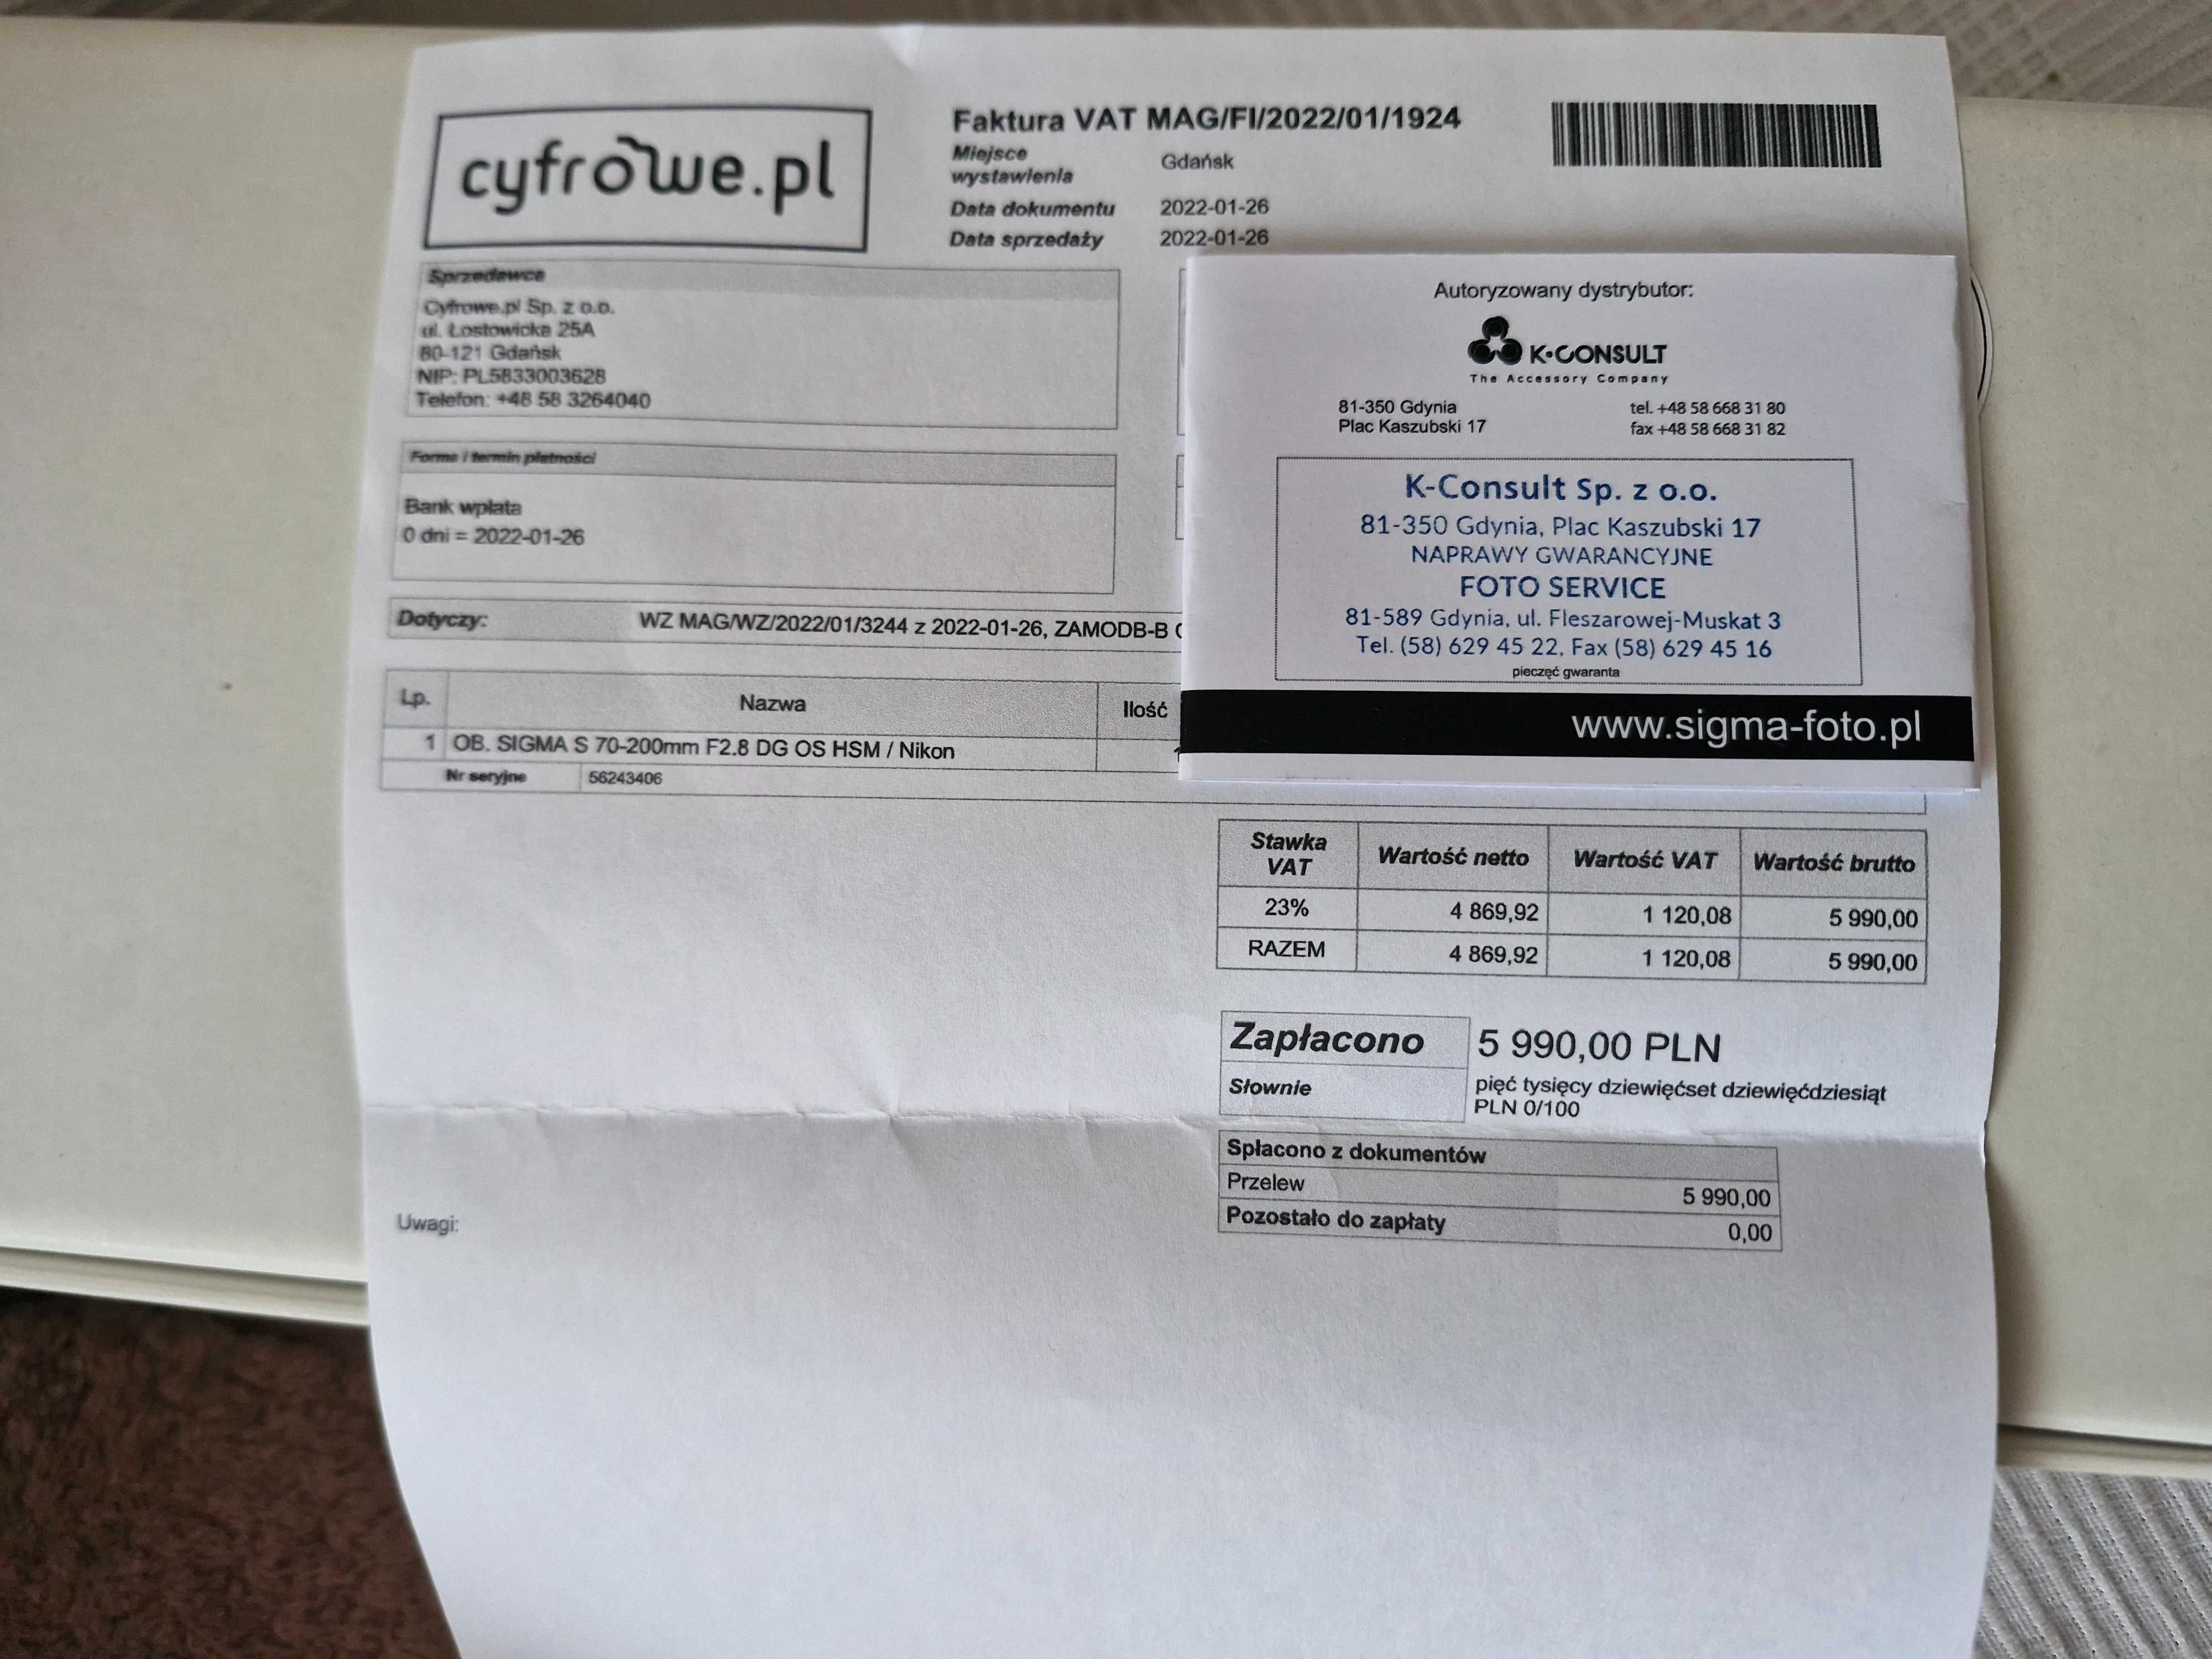 cyfrowe.pl
Faktura VAT MAG/FI/2022/01/1924
Miejsce wystawienia Gdańsk
Data dokumentu 2022-01-26
Data sprzedaży 2022-01-26
Sprzedawca
Cyfrowe.pl Sp. z o.o.
ul. Łostowicka 25A
80-121 Gdańsk
NIP: PL5833003628
Telefon: +48 58 3264040
Forma i termin płatności
Bank wpłata
0 dni = 2022-01-26
Dotyczy: WZ MAG/WZ/2022/01/3244 z 2022-01-26, ZAMODB-B
Autoryzowany dystrybutor:
K-CONSULT
The Accessory Company
81-350 Gdynia tel. +48 58 668 31 80
Plac Kaszubski 17 fax +48 58 668 31 82
K-Consult Sp. z o.o.
81-350 Gdynia, Plac Kaszubski 17
NAPRAWY GWARANCYJNE
FOTO SERVICE
81-589 Gdynia, ul. Fleszarowej-Muskat 3
Tel. (58) 629 45 22, Fax (58) 629 45 16
pieczęć gwaranta
www.sigma-foto.pl
Lp. Nazwa Ilość
1 OB. SIGMA S 70-200mm F2.8 DG OS HSM / Nikon
Nr seryjne 56243406
Stawka VAT Wartość netto Wartość VAT Wartość brutto
23% 4 869,92 1 120,08 5 990,00
RAZEM 4 869,92 1 120,08 5 990,00
Zapłacono 5 990,00 PLN
Słownie pięć tysięcy dziewięćset dziewięćdziesiąt
PLN 0/100
Spłacono z dokumentów
Przelew 5 990,00
Pozostało do zapłaty 0,00
Uwagi: